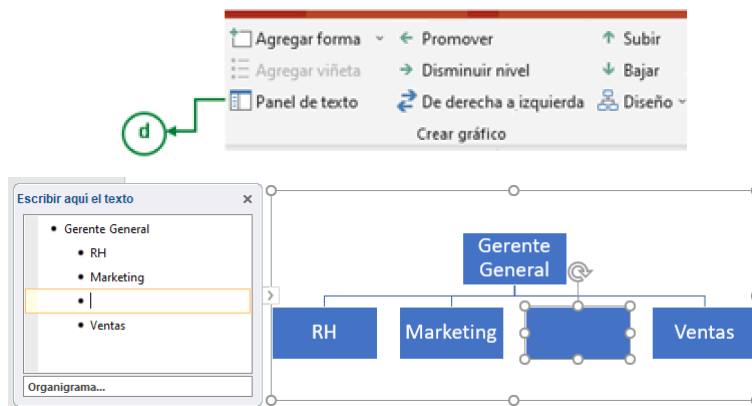 Agregar forma Promover Subir
Agregar viñeta Disminuir nivel Bajar
d Panel de texto De derecha a izquierda Diseño
Crear gráfico
Escribir aquí el texto
Gerente General
RH
Marketing
Ventas
Organigrama...
Gerente
General
RH Marketing Ventas